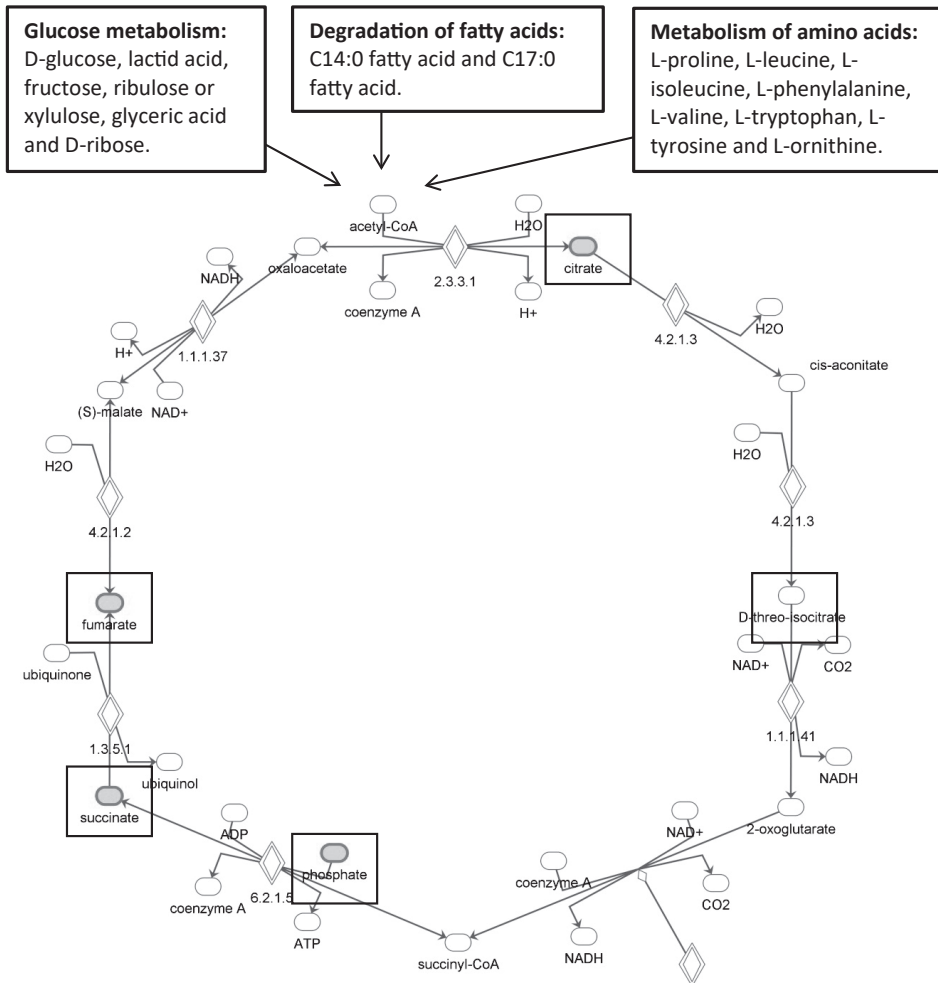 Glucose metabolism:
D-glucose, lactid acid,
fructose, ribulose or
xylulose, glyceric acid
and D-ribose.
Degradation of fatty acids:
C14:0 fatty acid and C17:0
fatty acid.
Metabolism of amino acids:
L-proline, L-leucine, L-
isoleucine, L-phenylalanine,
L-valine, L-tryptophan, L-
tyrosine and L-ornithine.
acetyl-CoA
H2O
oxaloacetate
citrate
NADH
2.3.3.1
coenzyme A
H+
4.2.1.3
H2O
H+
1.1.1.37
cis-aconitate
(S)-malate
NAD+
H2O
H2O
4.2.1.2
4.2.1.3
fumarate
D-threo-isocitrate
ubiquinone
NAD+
CO2
1.3.5.1
1.1.1.41
ubiquinol
NADH
succinate
2-oxoglutarate
ADP
NAD+
phosphate
coenzyme A
coenzyme A
6.2.1.5
CO2
ATP
succinyl-CoA
NADH